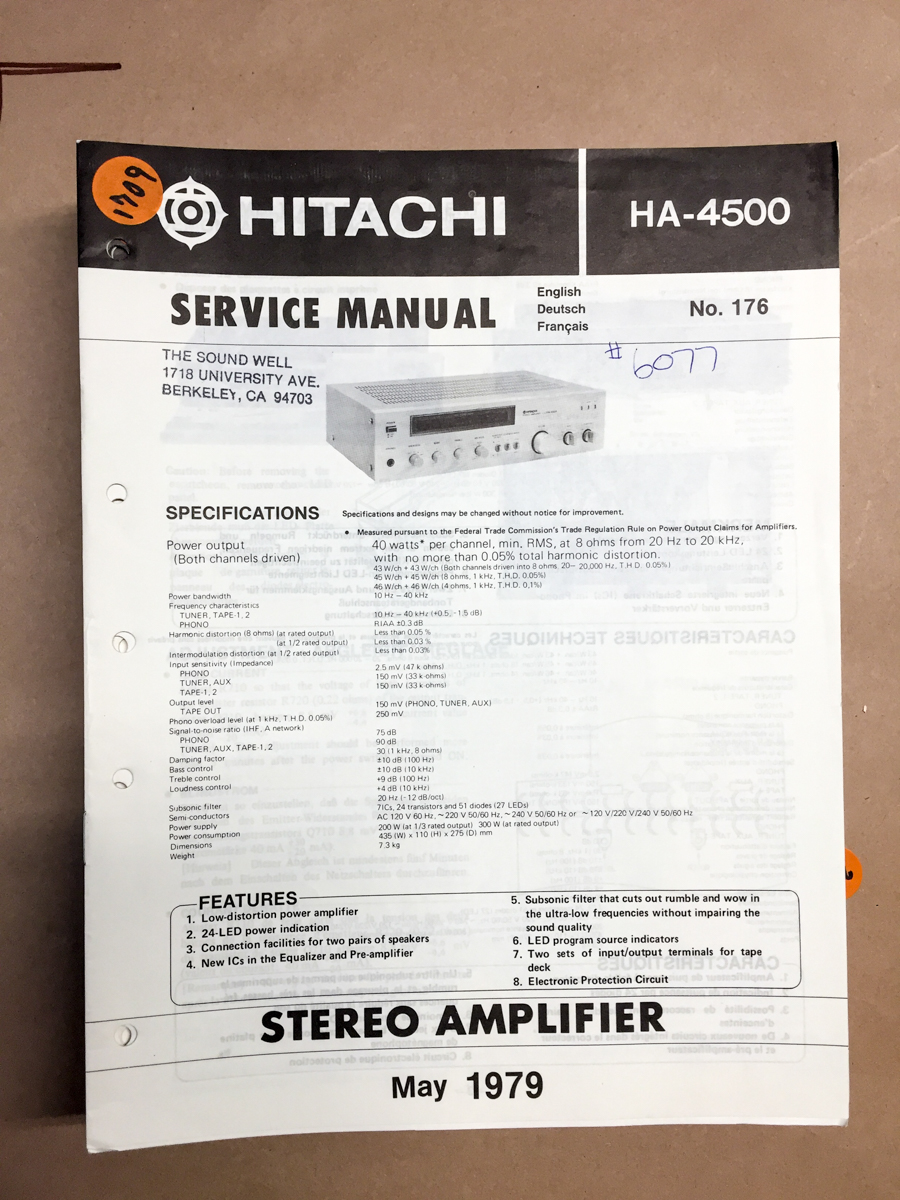 1709
HITACHI
HA-4500
SERVICE MANUAL
English
Deutsch
Français
No. 176
THE SOUND WELL
1718 UNIVERSITY AVE.
BERKELEY, CA 94703
#6077
SPECIFICATIONS
Specifications and designs may be changed without notice for improvement.
• Measured pursuant to the Federal Trade Commission's Trade Regulation Rule on Power Output Claims for Amplifiers.
Power output 40 watts* per channel, min. RMS, at 8 ohms from 20 Hz to 20 kHz,
(Both channels driven) with no more than 0.05% total harmonic distortion.
43 W/ch + 43 W/ch (Both channels driven into 8 ohms, 20– 20,000 Hz, T.H.D. 0.05%)
45 W/ch + 45 W/ch (8 ohms, 1 kHz, T.H.D. 0.05%)
46 W/ch + 46 W/ch (4 ohms, 1 kHz, T.H.D. 0.1%)
Power bandwidth 10 Hz – 40 kHz
Frequency characteristics
TUNER, TAPE-1, 2 10 Hz – 40 kHz (+0.5, -1.5 dB)
PHONO RIAA ±0.3 dB
Harmonic distortion (8 ohms) (at rated output) Less than 0.05 %
(at 1/2 rated output) Less than 0.03 %
Intermodulation distortion (at 1/2 rated output) Less than 0.03%
Input sensitivity (Impedance)
PHONO 2.5 mV (47 k ohms)
TUNER, AUX 150 mV (33 k ohms)
TAPE-1, 2 150 mV (33 k ohms)
Output level
TAPE OUT 150 mV (PHONO, TUNER, AUX)
Phono overload level (at 1 kHz, T.H.D. 0.05%) 250 mV
Signal-to-noise ratio (IHF, A network)
PHONO 75 dB
TUNER, AUX, TAPE-1, 2 90 dB
Damping factor 30 (1 kHz, 8 ohms)
Bass control ±10 dB (100 Hz)
Treble control ±10 dB (10 kHz)
Loudness control +9 dB (100 Hz)
+4 dB (10 kHz)
Subsonic filter 20 Hz (-12 dB/oct)
Semi-conductors 7ICs, 24 transistors and 51 diodes (27 LEDs)
Power supply AC 120 V 60 Hz, ~220 V 50/60 Hz, ~240 V 50/60 Hz or ~120 V/220 V/240 V 50/60 Hz
Power consumption 200 W (at 1/3 rated output) 300 W (at rated output)
Dimensions 435 (W) x 110 (H) x 275 (D) mm
Weight 7.3 kg
FEATURES
1. Low-distortion power amplifier
2. 24-LED power indication
3. Connection facilities for two pairs of speakers
4. New ICs in the Equalizer and Pre-amplifier
5. Subsonic filter that cuts out rumble and wow in
the ultra-low frequencies without impairing the
sound quality
6. LED program source indicators
7. Two sets of input/output terminals for tape
deck
8. Electronic Protection Circuit
STEREO AMPLIFIER
May 1979